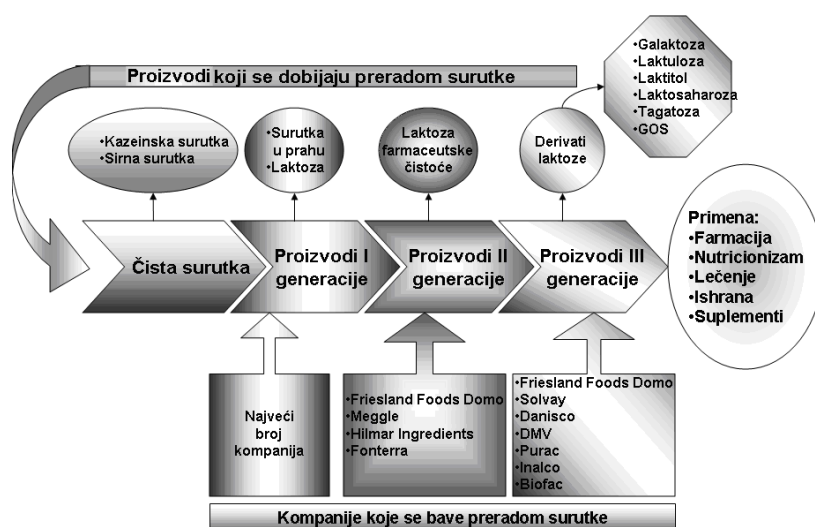 Proizvodi koji se dobijaju preradom surutke
•Galaktoza
•Laktuloza
•Laktitol
•Laktosaharoza
•Tagatoza
•GOS
•Kazeinska surutka
•Sirna surutka
•Surutka
u prahu
•Laktoza
Laktoza
farmaceutske
čistoće
Derivati
laktoze
Čista surutka
Proizvodi I
generacije
Proizvodi II
generacije
Proizvodi III
generacije
Primena:
•Farmacija
•Nutricionizam
•Lečenje
•Ishrana
•Suplementi
Najveći
broj
kompanija
•Friesland Foods Domo
•Meggle
•Hilmar Ingredients
•Fonterra
•Friesland Foods Domo
•Solvay
•Danisco
•DMV
•Purac
•Inalco
•Biofac
Kompanije koje se bave preradom surutke